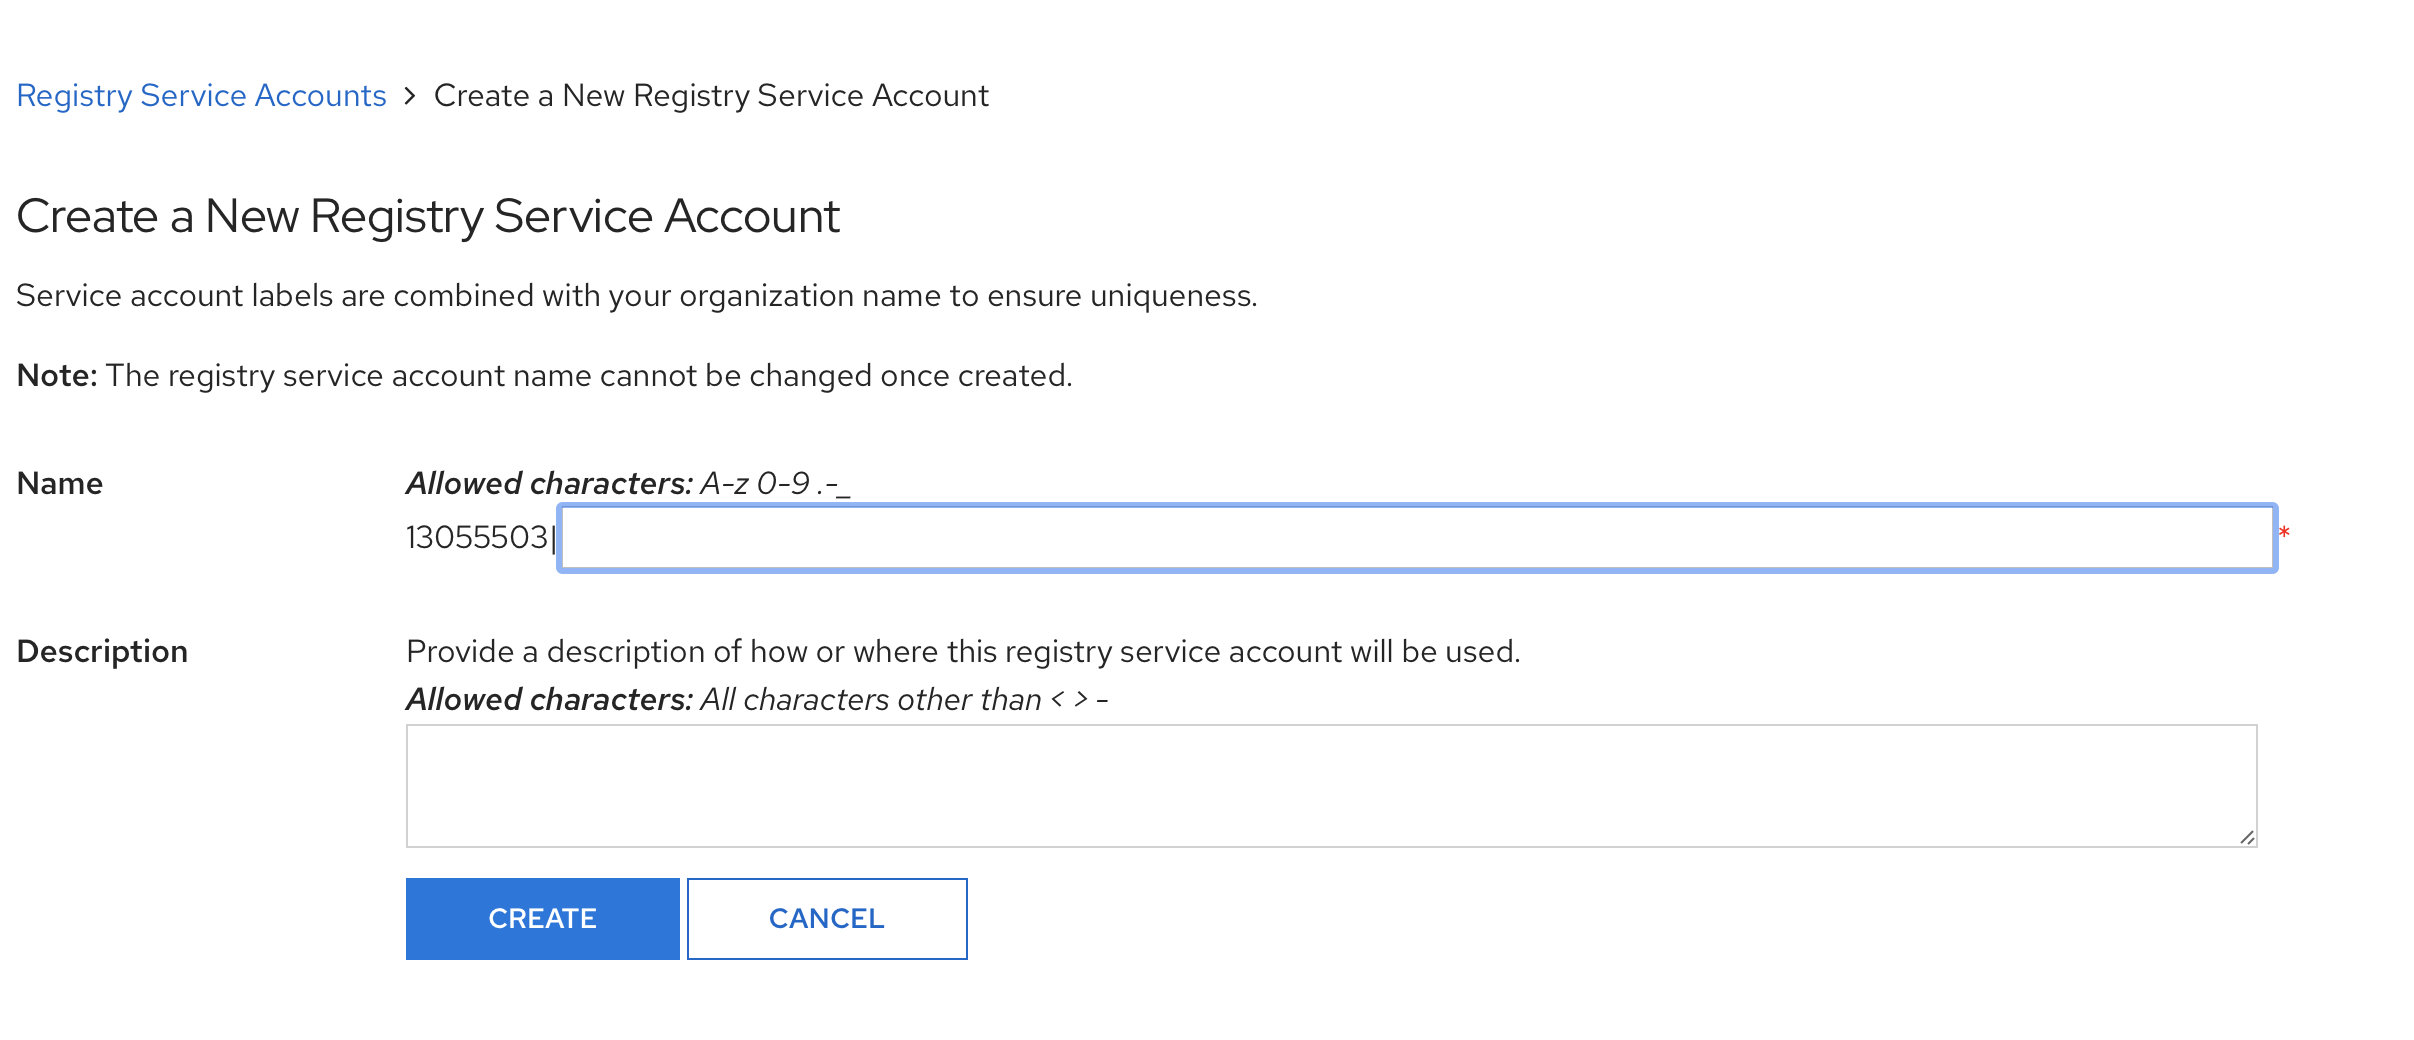 Registry Service Accounts > Create a New Registry Service Account
Create a New Registry Service Account
Service account labels are combined with your organization name to ensure uniqueness.
Note: The registry service account name cannot be changed once created.
Name
Allowed characters: A-z 0-9 .-_
13055503| *
Description
Provide a description of how or where this registry service account will be used.
Allowed characters: All characters other than < > -
CREATE CANCEL